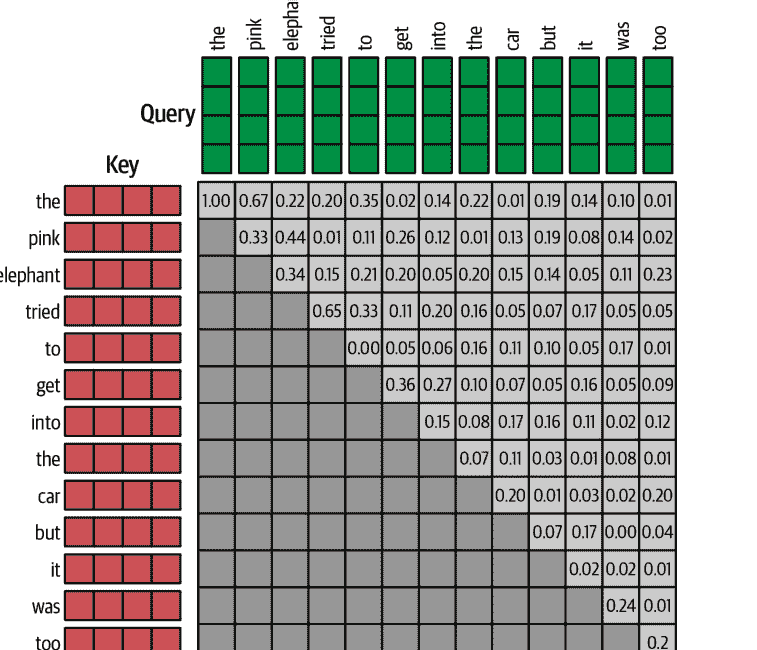 the pink elepha tried to get into the car but it was too
Query
Key
the 1.00 0.67 0.22 0.20 0.35 0.02 0.14 0.22 0.01 0.19 0.14 0.10 0.01
pink 0.33 0.44 0.01 0.11 0.26 0.12 0.01 0.13 0.19 0.08 0.14 0.02
elephant 0.34 0.15 0.21 0.20 0.05 0.20 0.15 0.14 0.05 0.11 0.23
tried 0.65 0.33 0.11 0.20 0.16 0.05 0.07 0.17 0.05 0.05
to 0.00 0.05 0.06 0.16 0.11 0.10 0.05 0.17 0.01
get 0.36 0.27 0.10 0.07 0.05 0.16 0.05 0.09
into 0.15 0.08 0.17 0.16 0.11 0.02 0.12
the 0.07 0.11 0.03 0.01 0.08 0.01
car 0.20 0.01 0.03 0.02 0.20
but 0.07 0.17 0.00 0.04
it 0.02 0.02 0.01
was 0.24 0.01
too 0.2